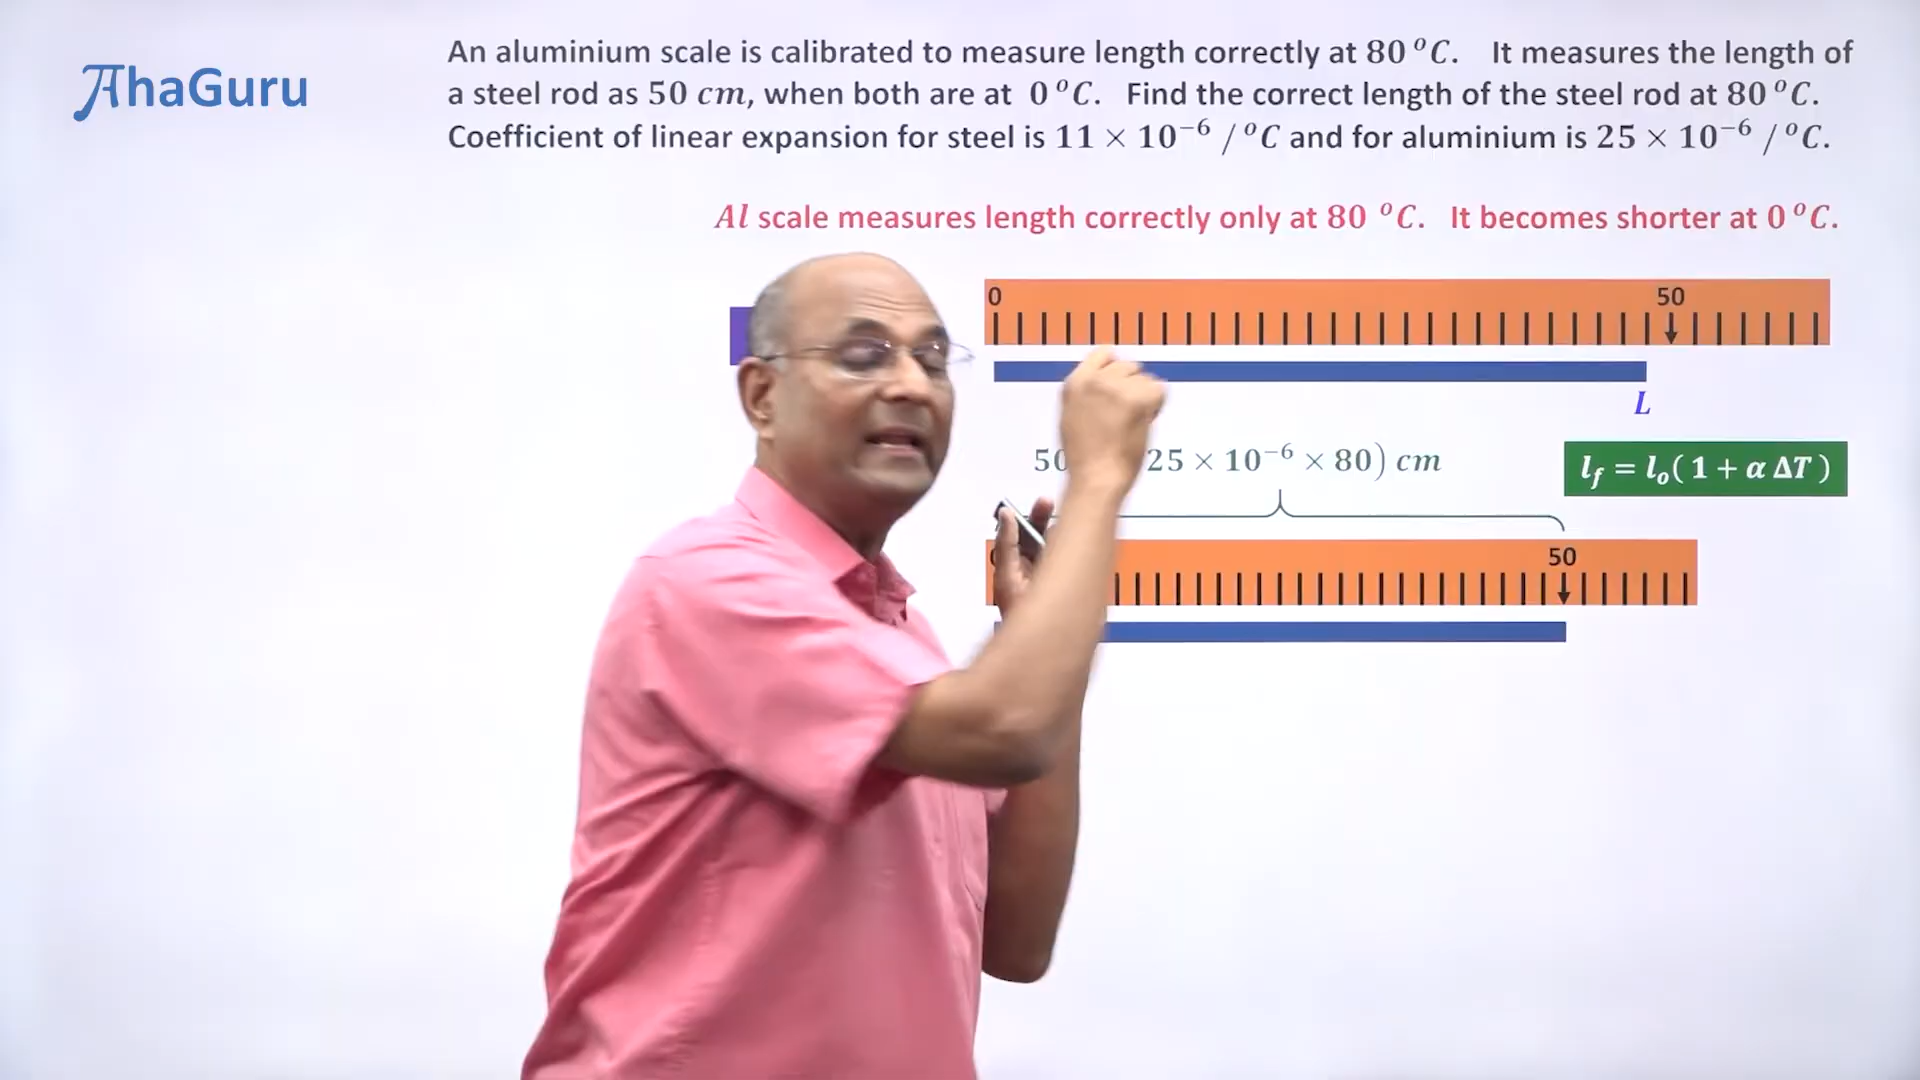 AhaGuru
An aluminium scale is calibrated to measure length correctly at 80 °C. It measures the length of
a steel rod as 50 cm, when both are at 0 °C. Find the correct length of the steel rod at 80 °C.
Coefficient of linear expansion for steel is 11 × 10⁻⁶ /°C and for aluminium is 25 × 10⁻⁶ /°C.
Al scale measures length correctly only at 80 °C. It becomes shorter at 0 °C.
0 50
L
50 25 × 10⁻⁶ × 80) cm
l_f = l_o( 1 + α ΔT )
0 50